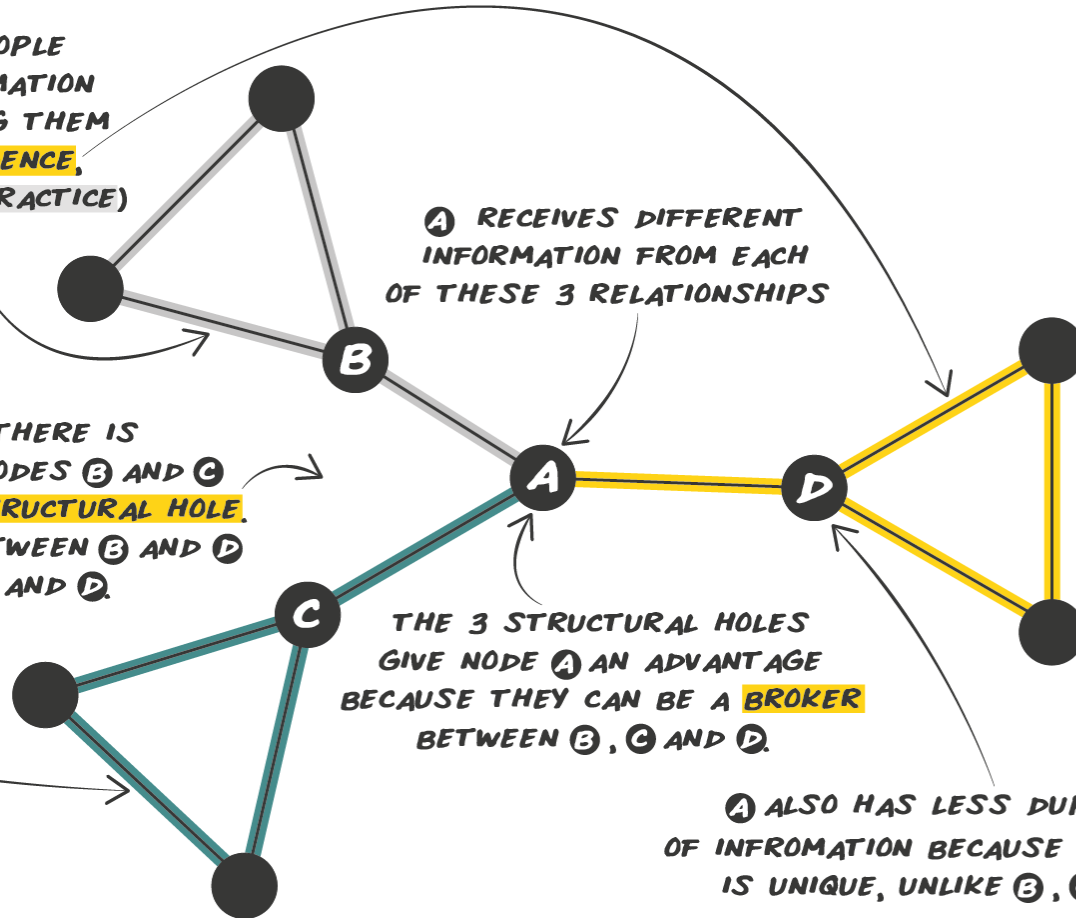 OPLE
MATION
G THEM
ENCE,
RACTICE)
A RECEIVES DIFFERENT
INFORMATION FROM EACH
OF THESE 3 RELATIONSHIPS
B
A
D
THERE IS
ODES B AND C
RUCTURAL HOLE.
TWEEN B AND D
AND D.
C
THE 3 STRUCTURAL HOLES
GIVE NODE A AN ADVANTAGE
BECAUSE THEY CAN BE A BROKER
BETWEEN B, C AND D.
A ALSO HAS LESS DUP
OF INFROMATION BECAUSE
IS UNIQUE, UNLIKE B,